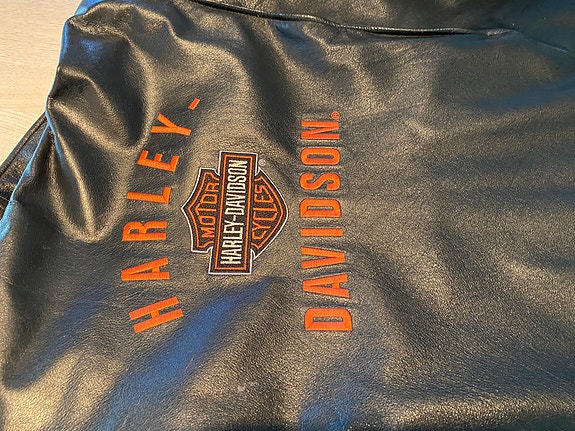 HARLEY-
MOTOR
HARLEY-DAVIDSON
CYCLES
®
DAVIDSON®